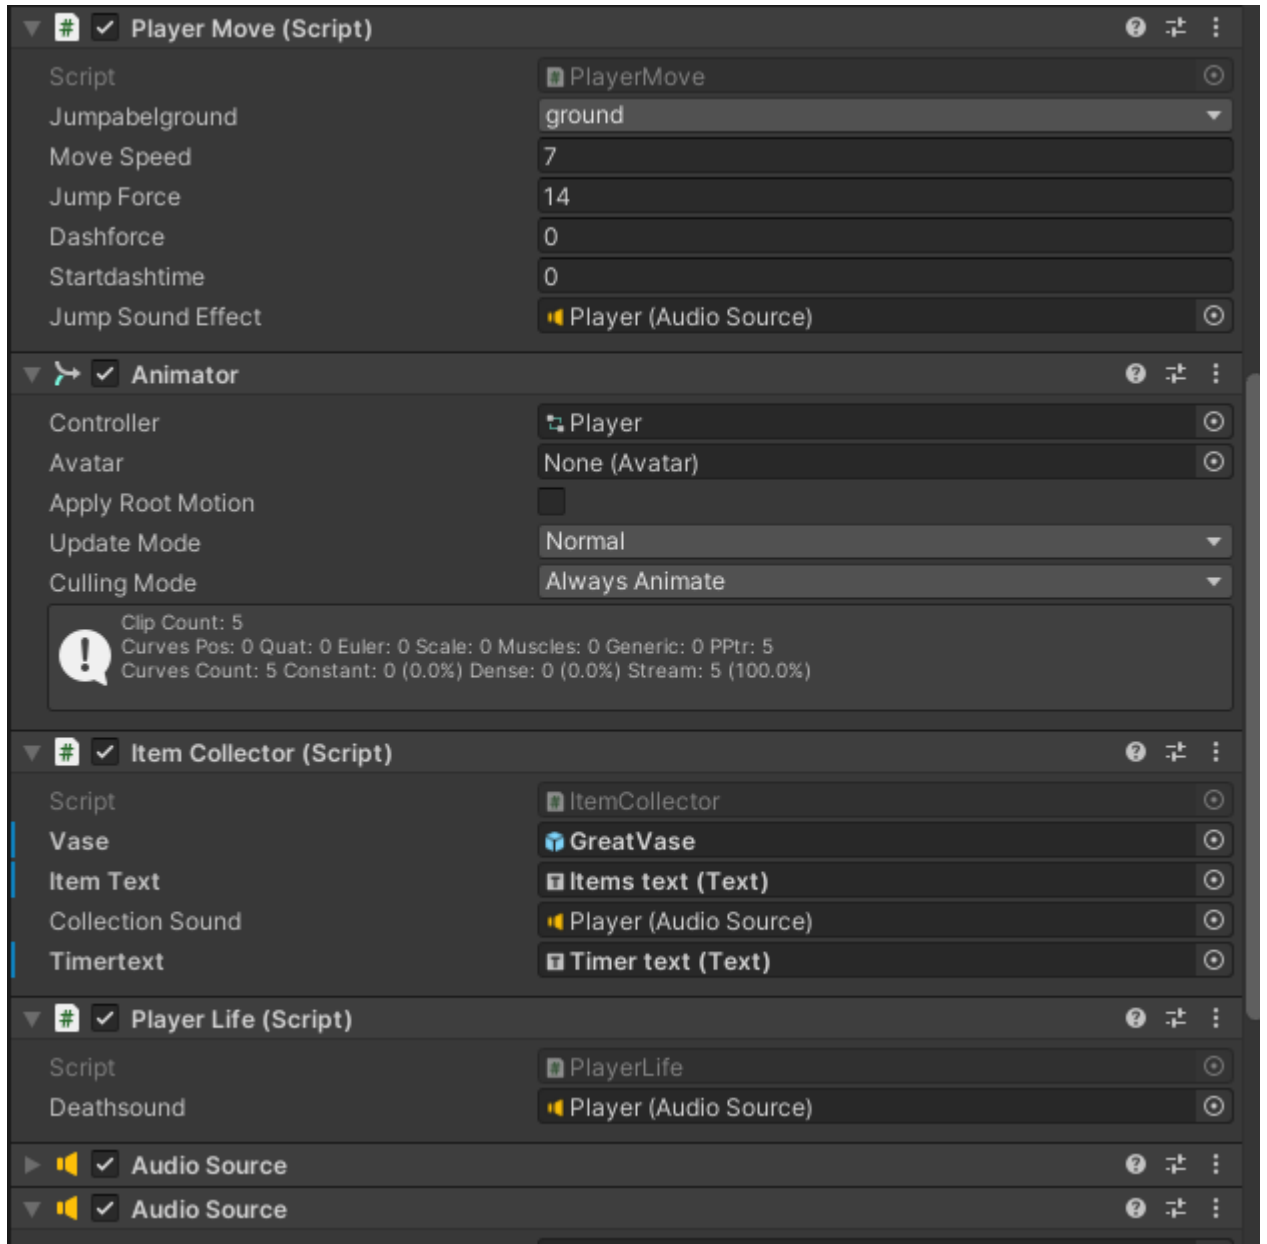 Player Move (Script)
Script PlayerMove
Jumpabelground ground
Move Speed 7
Jump Force 14
Dashforce 0
Startdashtime 0
Jump Sound Effect Player (Audio Source)
Animator
Controller Player
Avatar None (Avatar)
Apply Root Motion
Update Mode Normal
Culling Mode Always Animate
Clip Count: 5
Curves Pos: 0 Quat: 0 Euler: 0 Scale: 0 Muscles: 0 Generic: 0 PPtr: 5
Curves Count: 5 Constant: 0 (0.0%) Dense: 0 (0.0%) Stream: 5 (100.0%)
Item Collector (Script)
Script ItemCollector
Vase GreatVase
Item Text Items text (Text)
Collection Sound Player (Audio Source)
Timertext Timer text (Text)
Player Life (Script)
Script PlayerLife
Deathsound Player (Audio Source)
Audio Source
Audio Source